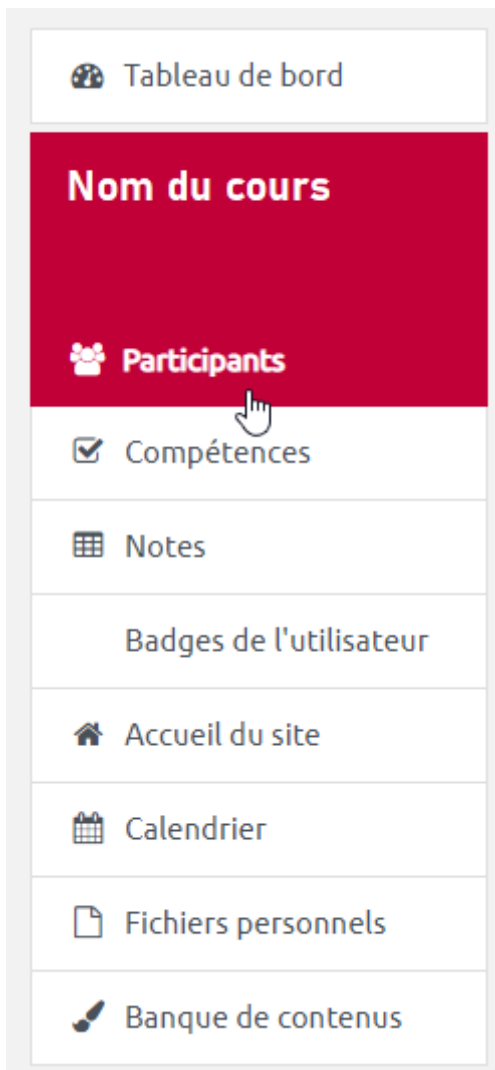 Tableau de bord
Nom du cours
Participants
Compétences
Notes
Badges de l'utilisateur
Accueil du site
Calendrier
Fichiers personnels
Banque de contenus